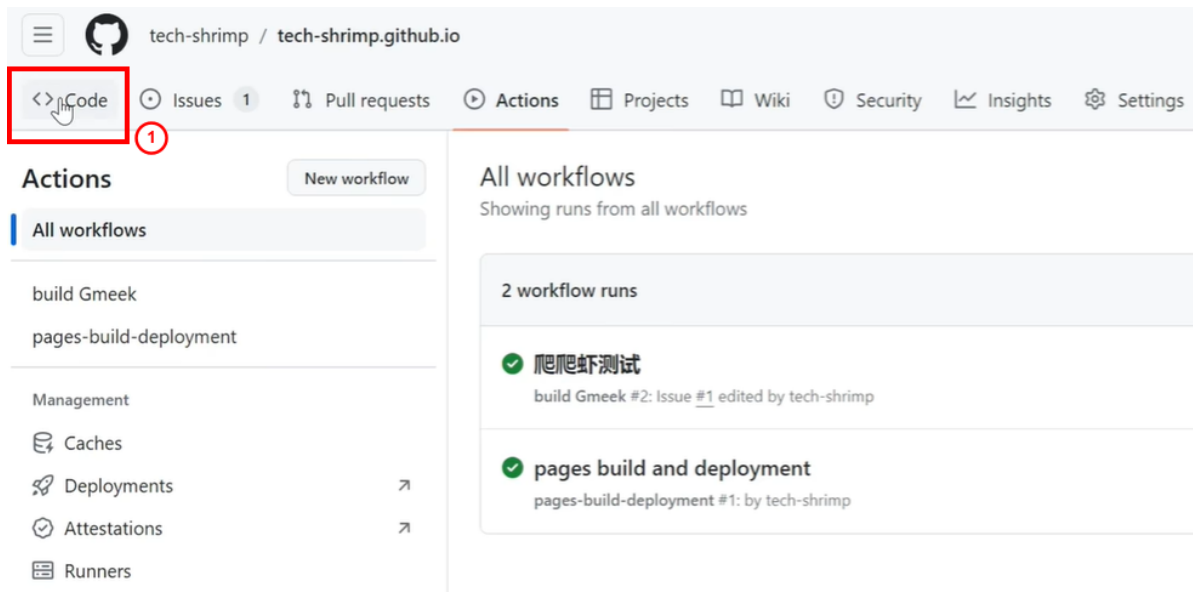 tech-shrimp / tech-shrimp.github.io
Code Issues 1 Pull requests Actions Projects Wiki Security Insights Settings
1
Actions New workflow
All workflows
build Gmeek
pages-build-deployment
Management
Caches
Deployments
Attestations
Runners
All workflows
Showing runs from all workflows
2 workflow runs
爬爬虾测试
build Gmeek #2: Issue #1 edited by tech-shrimp
pages build and deployment
pages-build-deployment #1: by tech-shrimp